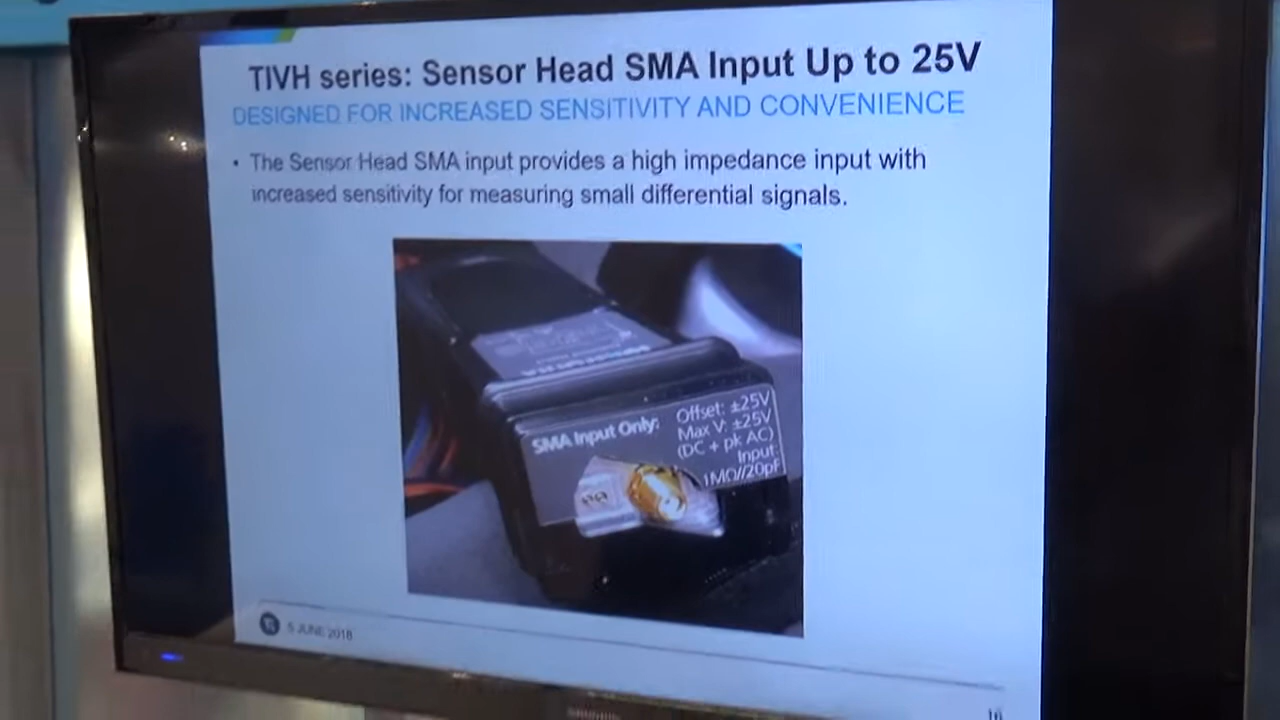 TIVH series: Sensor Head SMA Input Up to 25V
DESIGNED FOR INCREASED SENSITIVITY AND CONVENIENCE
• The Sensor Head SMA input provides a high impedance input with
increased sensitivity for measuring small differential signals.
SMA Input Only:
Offset: ±25V
Max V: ±25V
(DC + pk AC)
Input:
1MΩ//20pF
5 JUNE 2018